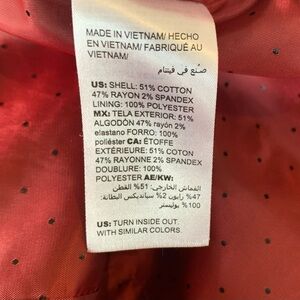 MADE IN VIETNAM/ HECHO
EN VIETNAM/ FABRIQUÉ AU
VIETNAM/
صنع في فيتنام
US: SHELL: 51% COTTON
47% RAYON 2% SPANDEX
LINING: 100% POLYESTER
MX: TELA EXTERIOR: 51%
ALGODÓN 47% rayón 2%
elastano FORRO: 100%
poliéster CA: ÉTOFFE
EXTÉRIEURE: 51% COTON
47% RAYONNE 2% SPANDEX
DOUBLURE: 100%
POLYESTER AE/KW:
القماش الخارجي: 51% القطن
47% رايون 2% سباندیکس البطانة:
100% بوليستر
US: TURN INSIDE OUT.
WITH SIMILAR COLORS.